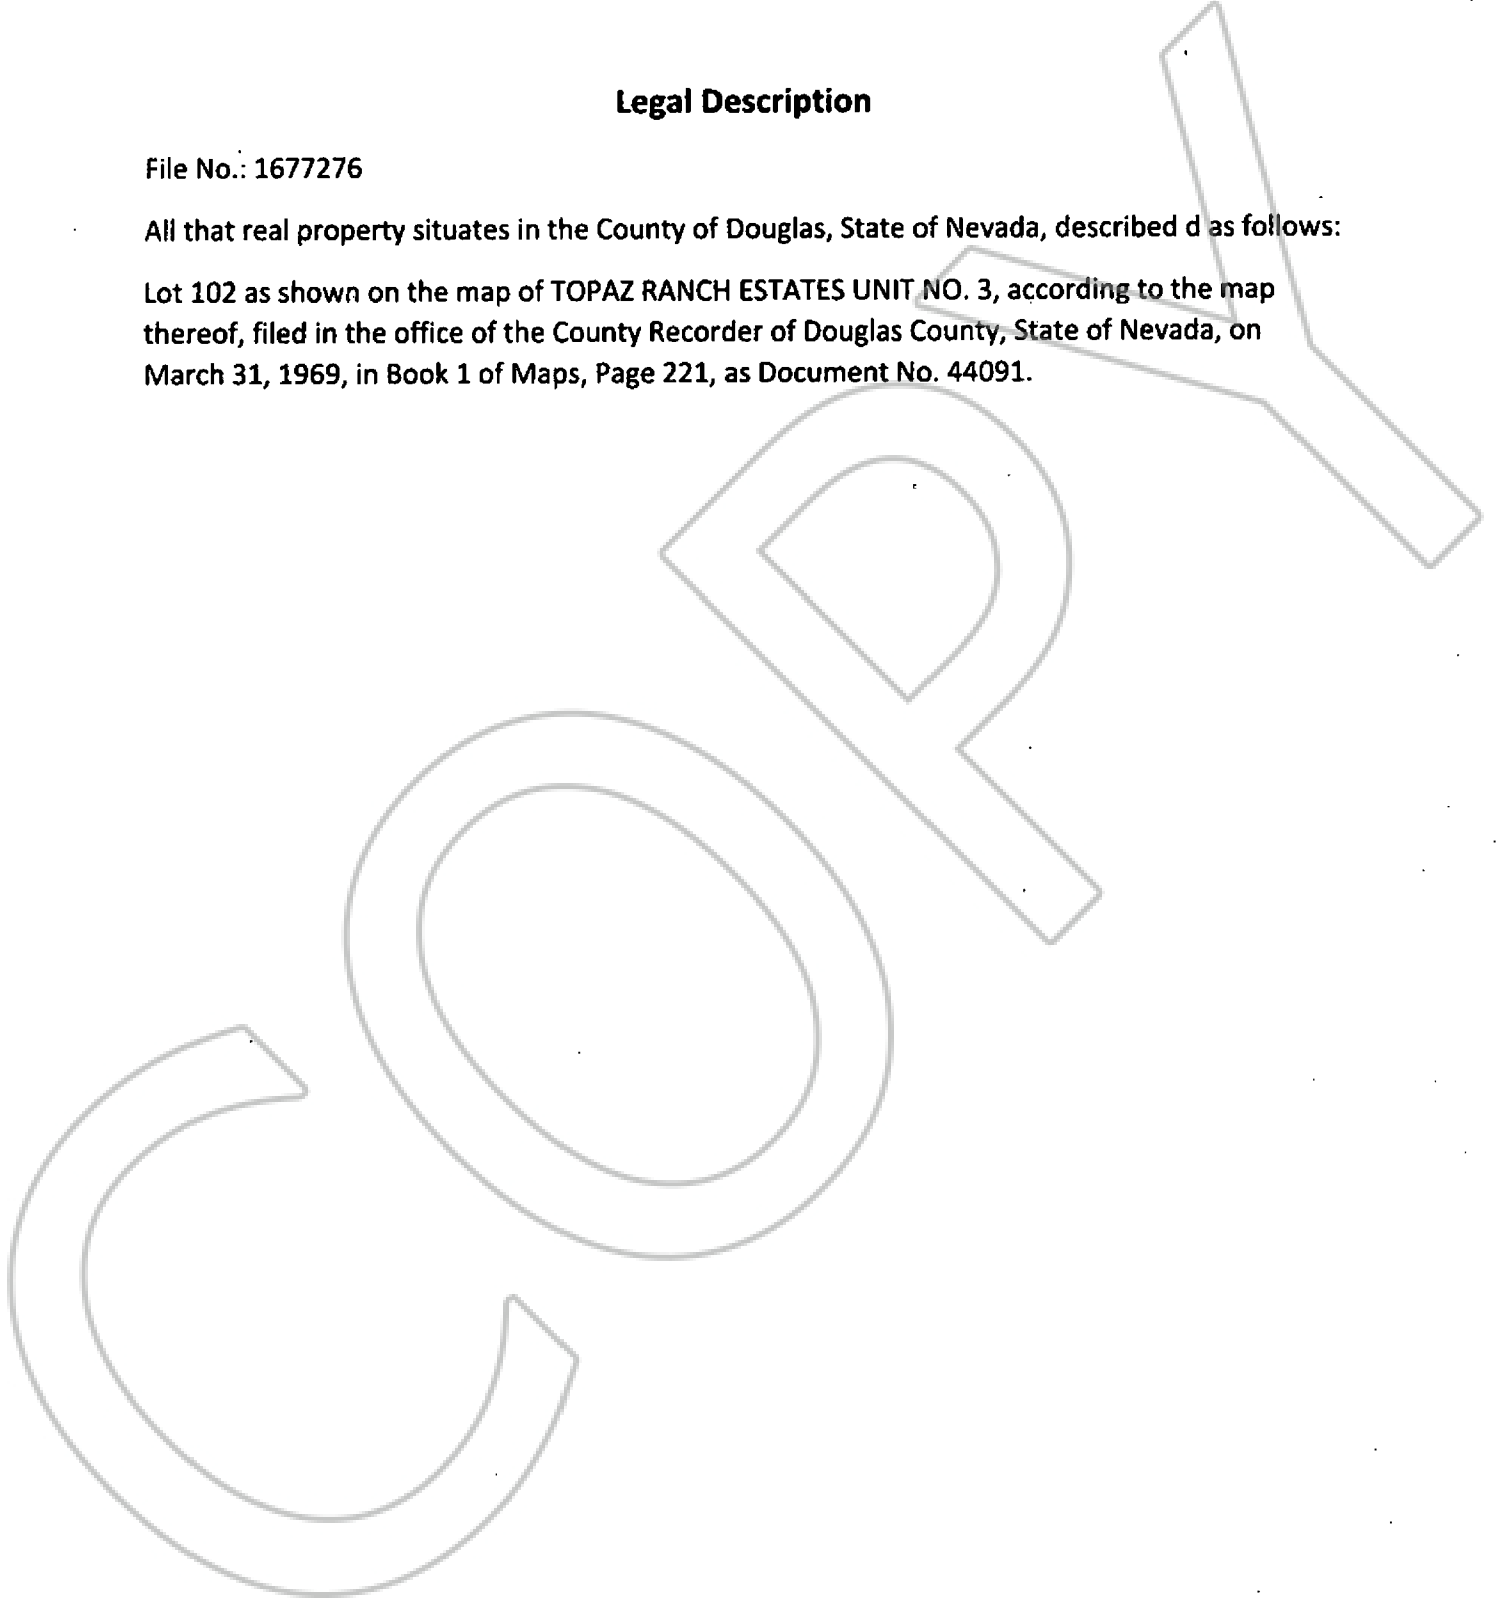 Legal Description
File No.: 1677276
All that real property situates in the County of Douglas, State of Nevada, described d as follows:
Lot 102 as shown on the map of TOPAZ RANCH ESTATES UNIT NO. 3, according to the map
thereof, filed in the office of the County Recorder of Douglas County, State of Nevada, on
March 31, 1969, in Book 1 of Maps, Page 221, as Document No. 44091.
COPY